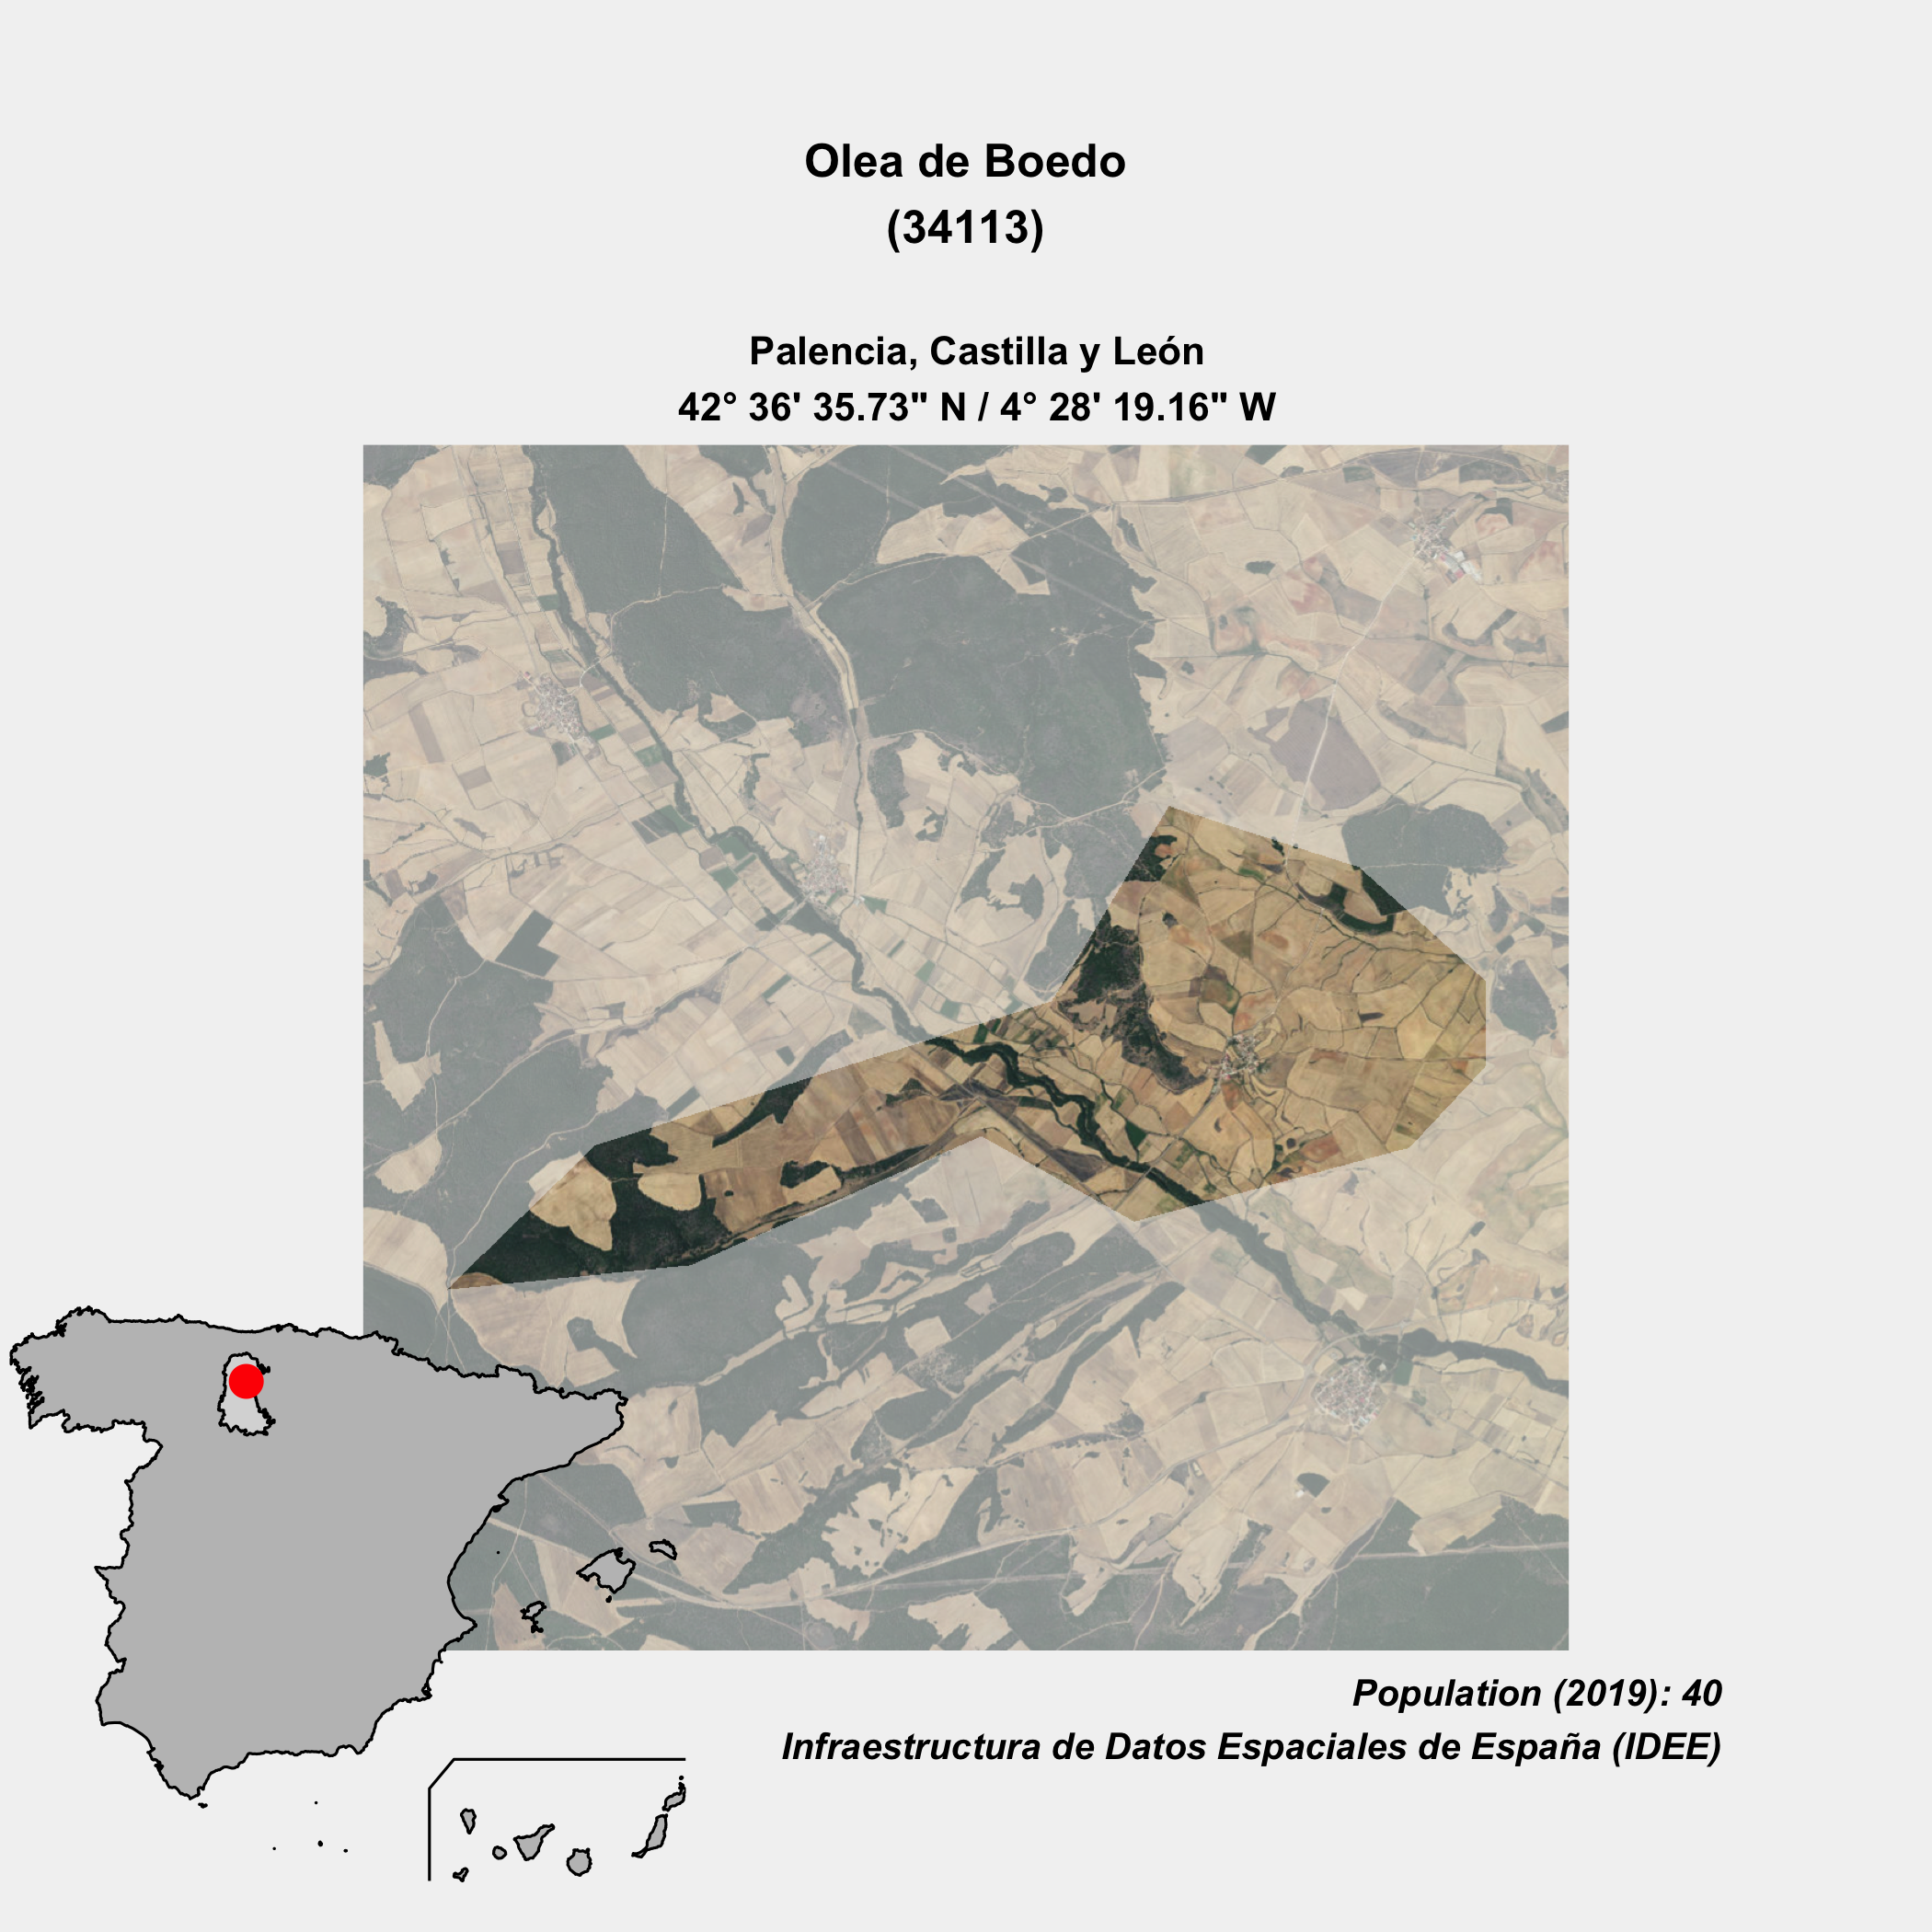 Olea de Boedo
(34113)
Palencia, Castilla y León
42° 36' 35.73" N / 4° 28' 19.16" W
Population (2019): 40
Infraestructura de Datos Espaciales de España (IDEE)